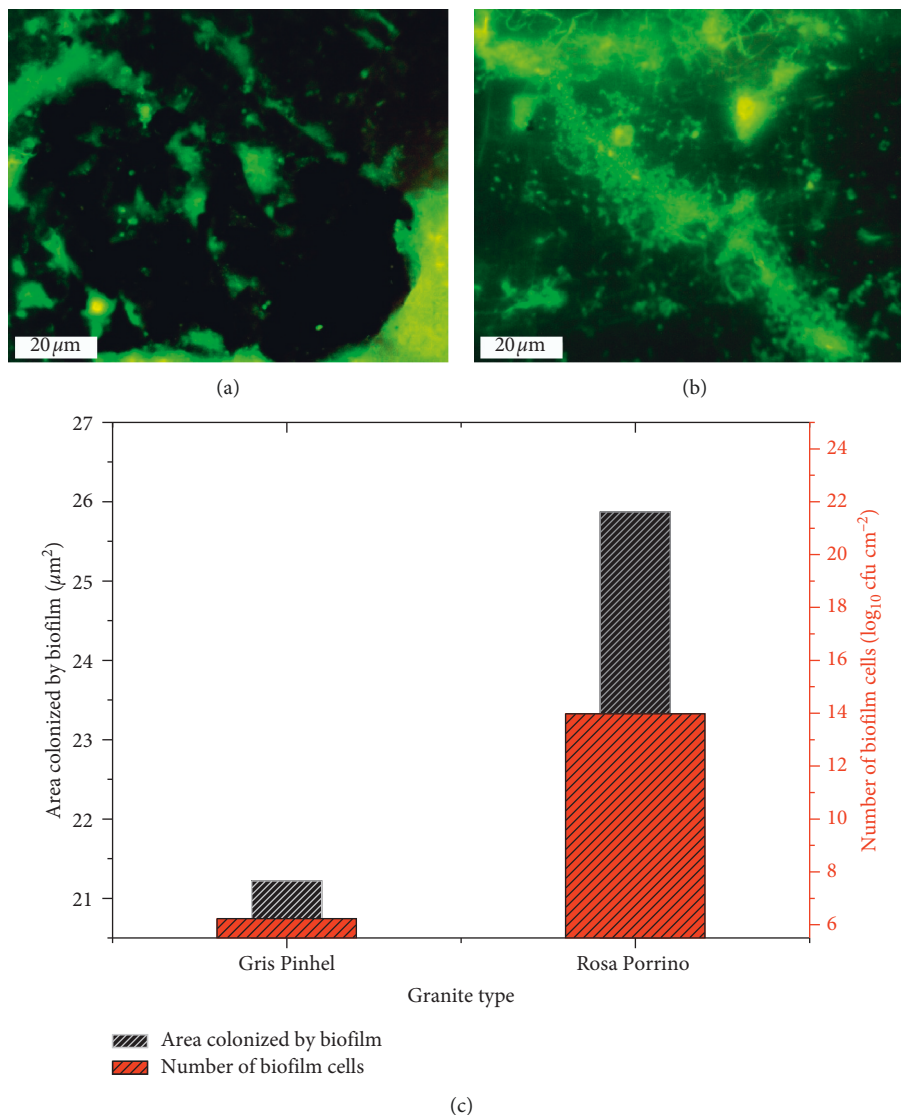 20 μm
20 μm
(a)
(b)
27
26
25
24
23
22
21
Area colonized by biofilm (μm²)
24
22
20
18
16
14
12
10
8
6
Number of biofilm cells (log₁₀ cfu cm⁻²)
Gris Pinhel
Rosa Porrino
Granite type
Area colonized by biofilm
Number of biofilm cells
(c)